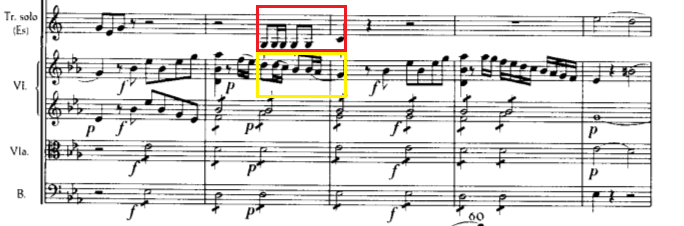 Tr. solo
(Es)
f
Vl.
f p f
p f p f p
Vla.
f p f p
B.
f p f
60